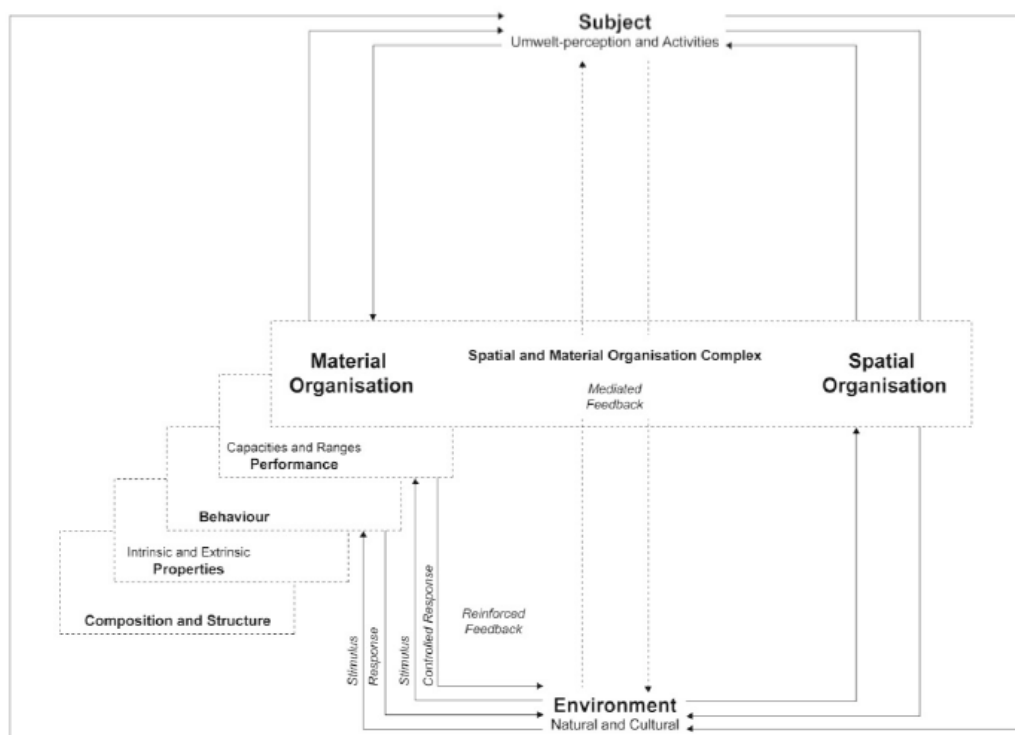 Subject
Umwelt-perception and Activities
Material
Organisation
Spatial and Material Organisation Complex
Spatial
Organisation
Mediated
Feedback
Capacities and Ranges
Performance
Behaviour
Intrinsic and Extrinsic
Properties
Composition and Structure
Stimulus
Response
Stimulus
Controlled Response
Reinforced
Feedback
Environment
Natural and Cultural